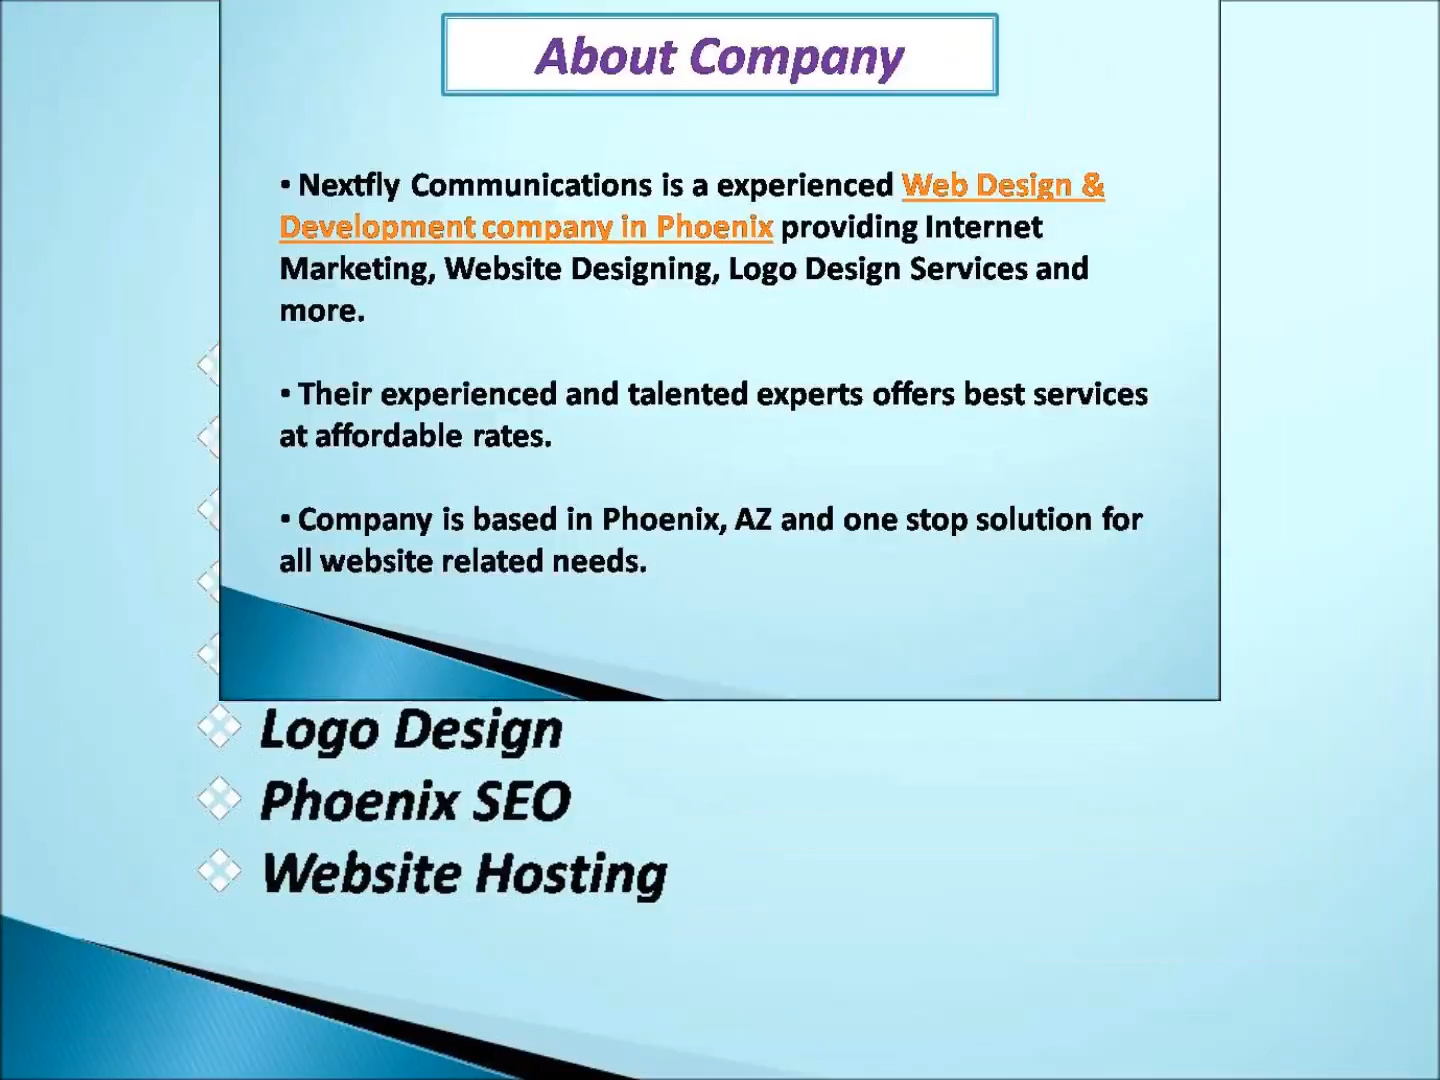 About Company
• Nextfly Communications is a experienced Web Design &
Development company in Phoenix providing Internet
Marketing, Website Designing, Logo Design Services and
more.
• Their experienced and talented experts offers best services
at affordable rates.
• Company is based in Phoenix, AZ and one stop solution for
all website related needs.
Logo Design
Phoenix SEO
Website Hosting